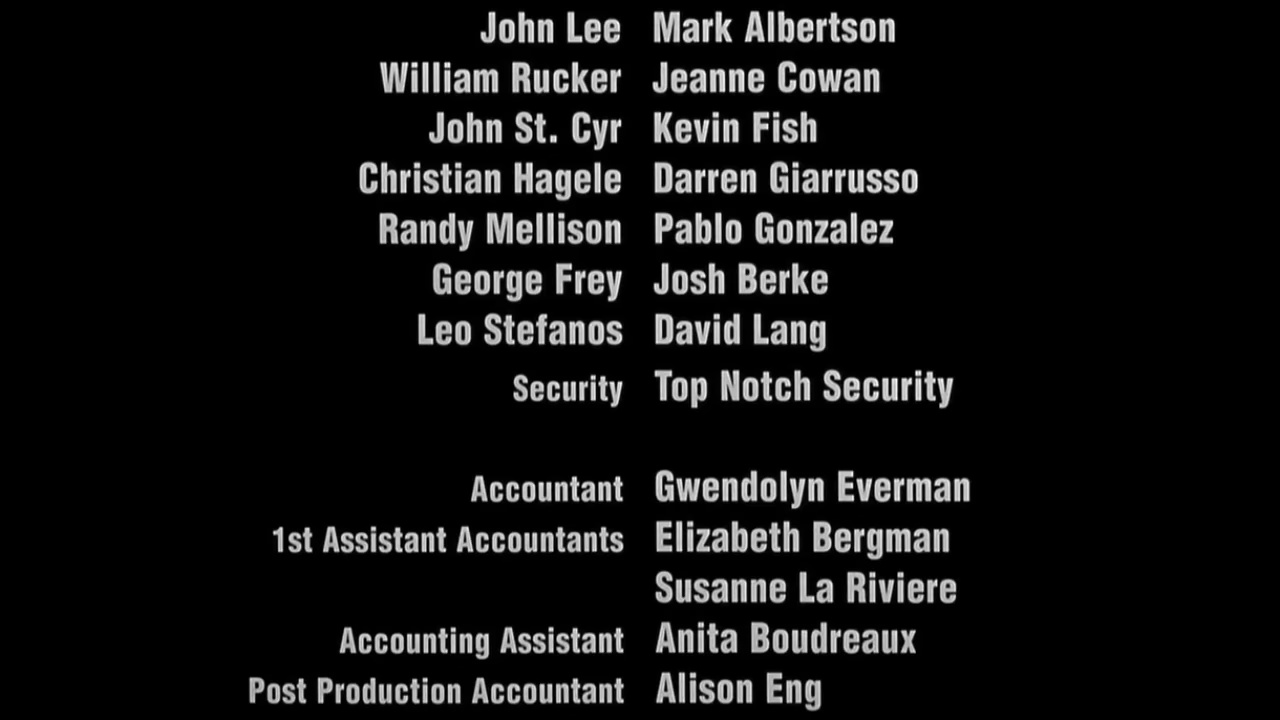 John Lee Mark Albertson
William Rucker Jeanne Cowan
John St. Cyr Kevin Fish
Christian Hagele Darren Giarrusso
Randy Mellison Pablo Gonzalez
George Frey Josh Berke
Leo Stefanos David Lang
Security Top Notch Security
Accountant Gwendolyn Everman
1st Assistant Accountants Elizabeth Bergman
Susanne La Riviere
Accounting Assistant Anita Boudreaux
Post Production Accountant Alison Eng